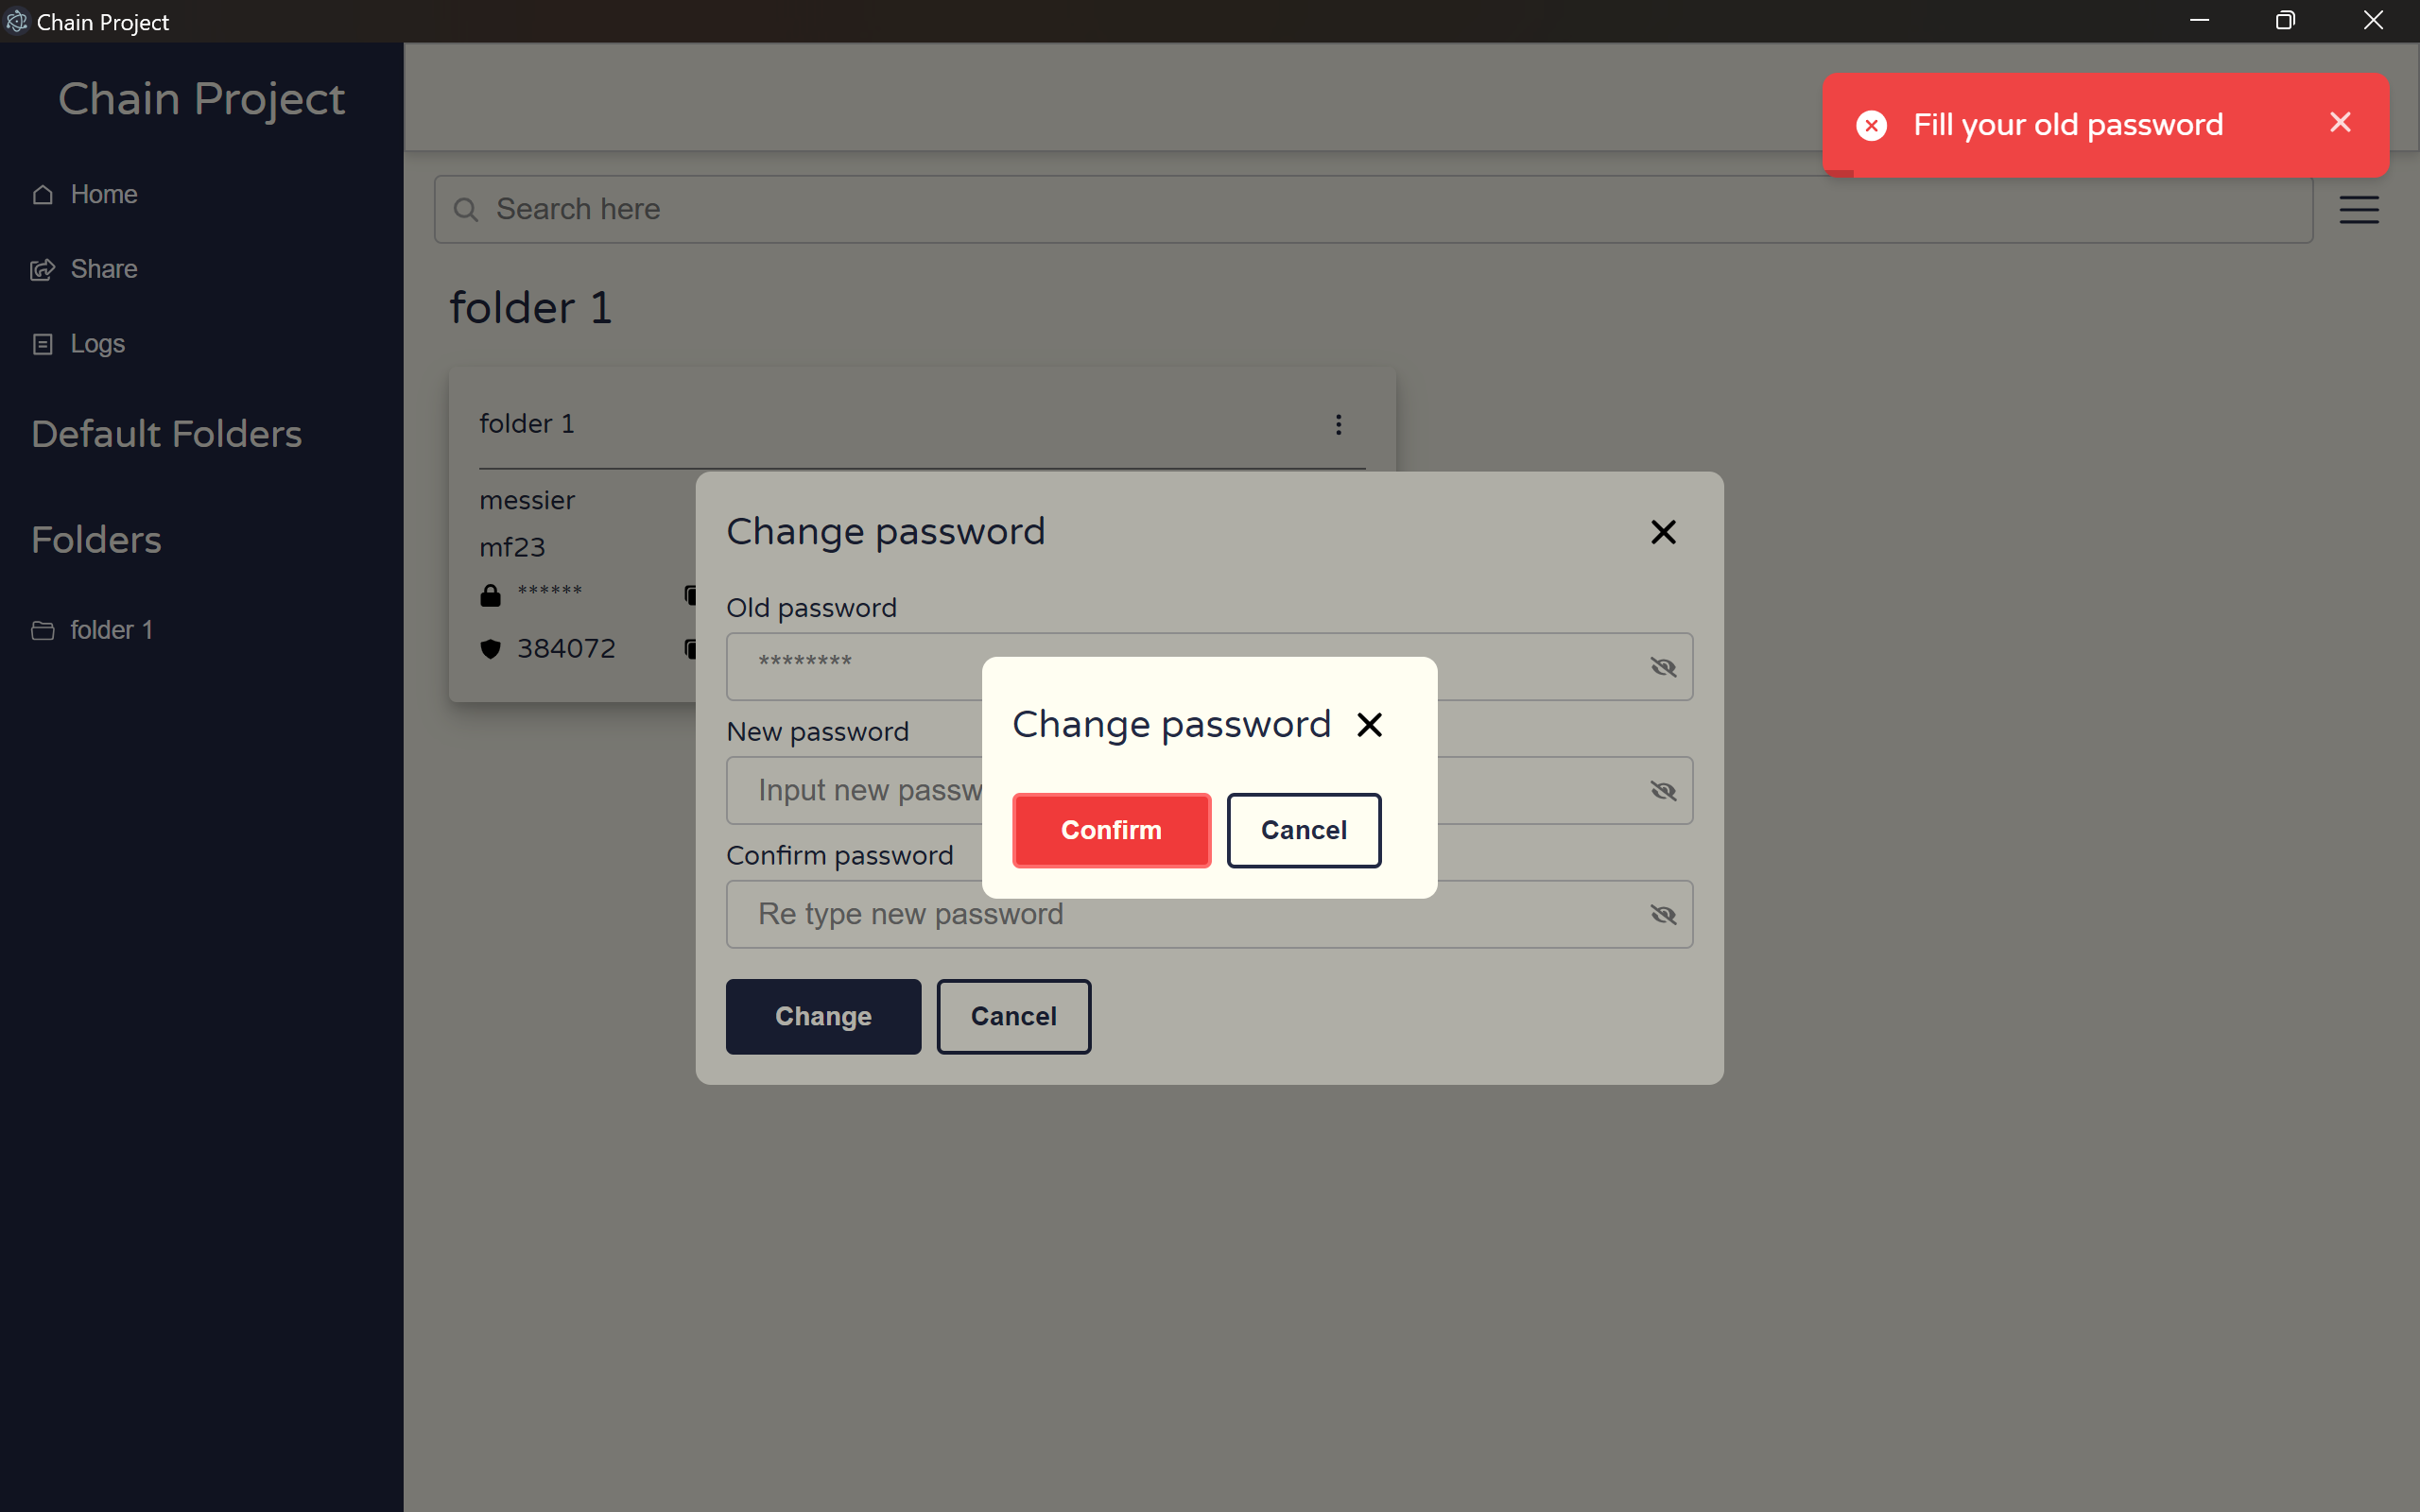 Chain Project
Chain Project
Home
Share
Logs
Default Folders
Folders
folder 1
Fill your old password
Search here
folder 1
folder 1
messier
mf23
******
384072
Change password
Old password
********
New password
Input new passw
Confirm password
Re type new password
Change
Cancel
Change password
Confirm
Cancel